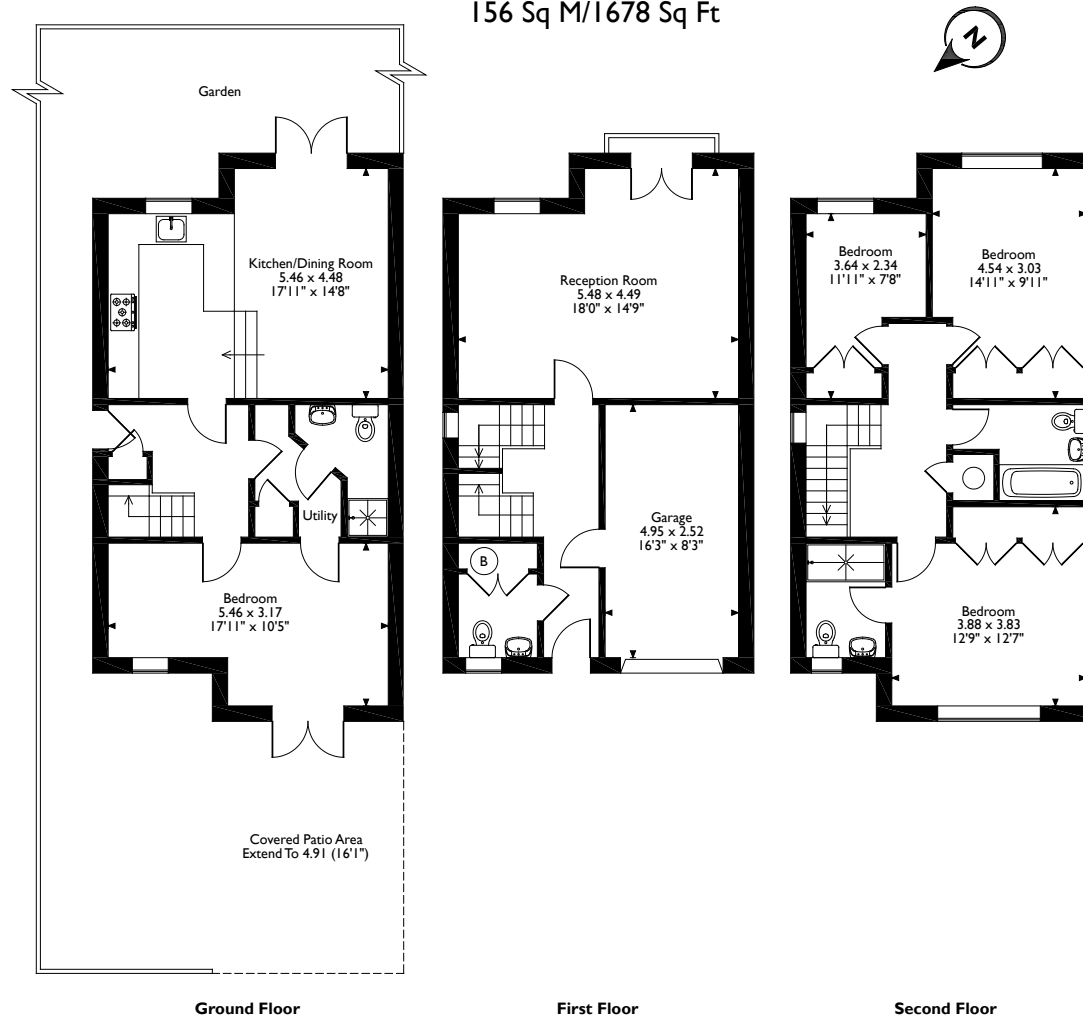 156 Sq M/1678 Sq Ft
N
Garden
Kitchen/Dining Room
5.46 x 4.48
17'11" x 14'8"
Utility
Bedroom
5.46 x 3.17
17'11" x 10'5"
Covered Patio Area
Extend To 4.91 (16'1")
Ground Floor
Reception Room
5.48 x 4.49
18'0" x 14'9"
Garage
4.95 x 2.52
16'3" x 8'3"
B
First Floor
Bedroom
3.64 x 2.34
11'11" x 7'8"
Bedroom
4.54 x 3.03
14'11" x 9'11"
Bedroom
3.88 x 3.83
12'9" x 12'7"
Second Floor